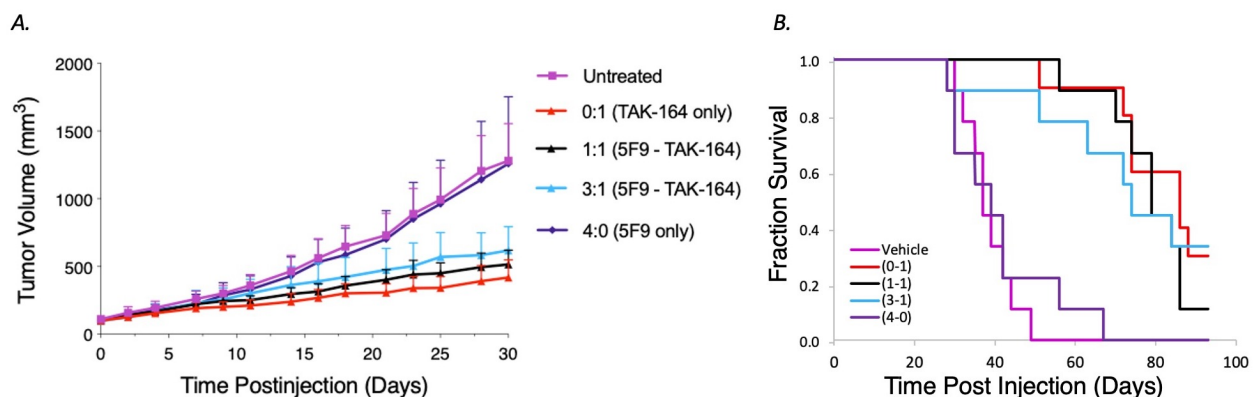 A.
Tumor Volume (mm³)
2000
1500
1000
500
0
0 5 10 15 20 25 30
Time Postinjection (Days)
Untreated
0:1 (TAK-164 only)
1:1 (5F9 - TAK-164)
3:1 (5F9 - TAK-164)
4:0 (5F9 only)
B.
Fraction Survival
1.0
0.8
0.6
0.4
0.2
0.0
Vehicle
(0-1)
(1-1)
(3-1)
(4-0)
0 20 40 60 80 100
Time Post Injection (Days)